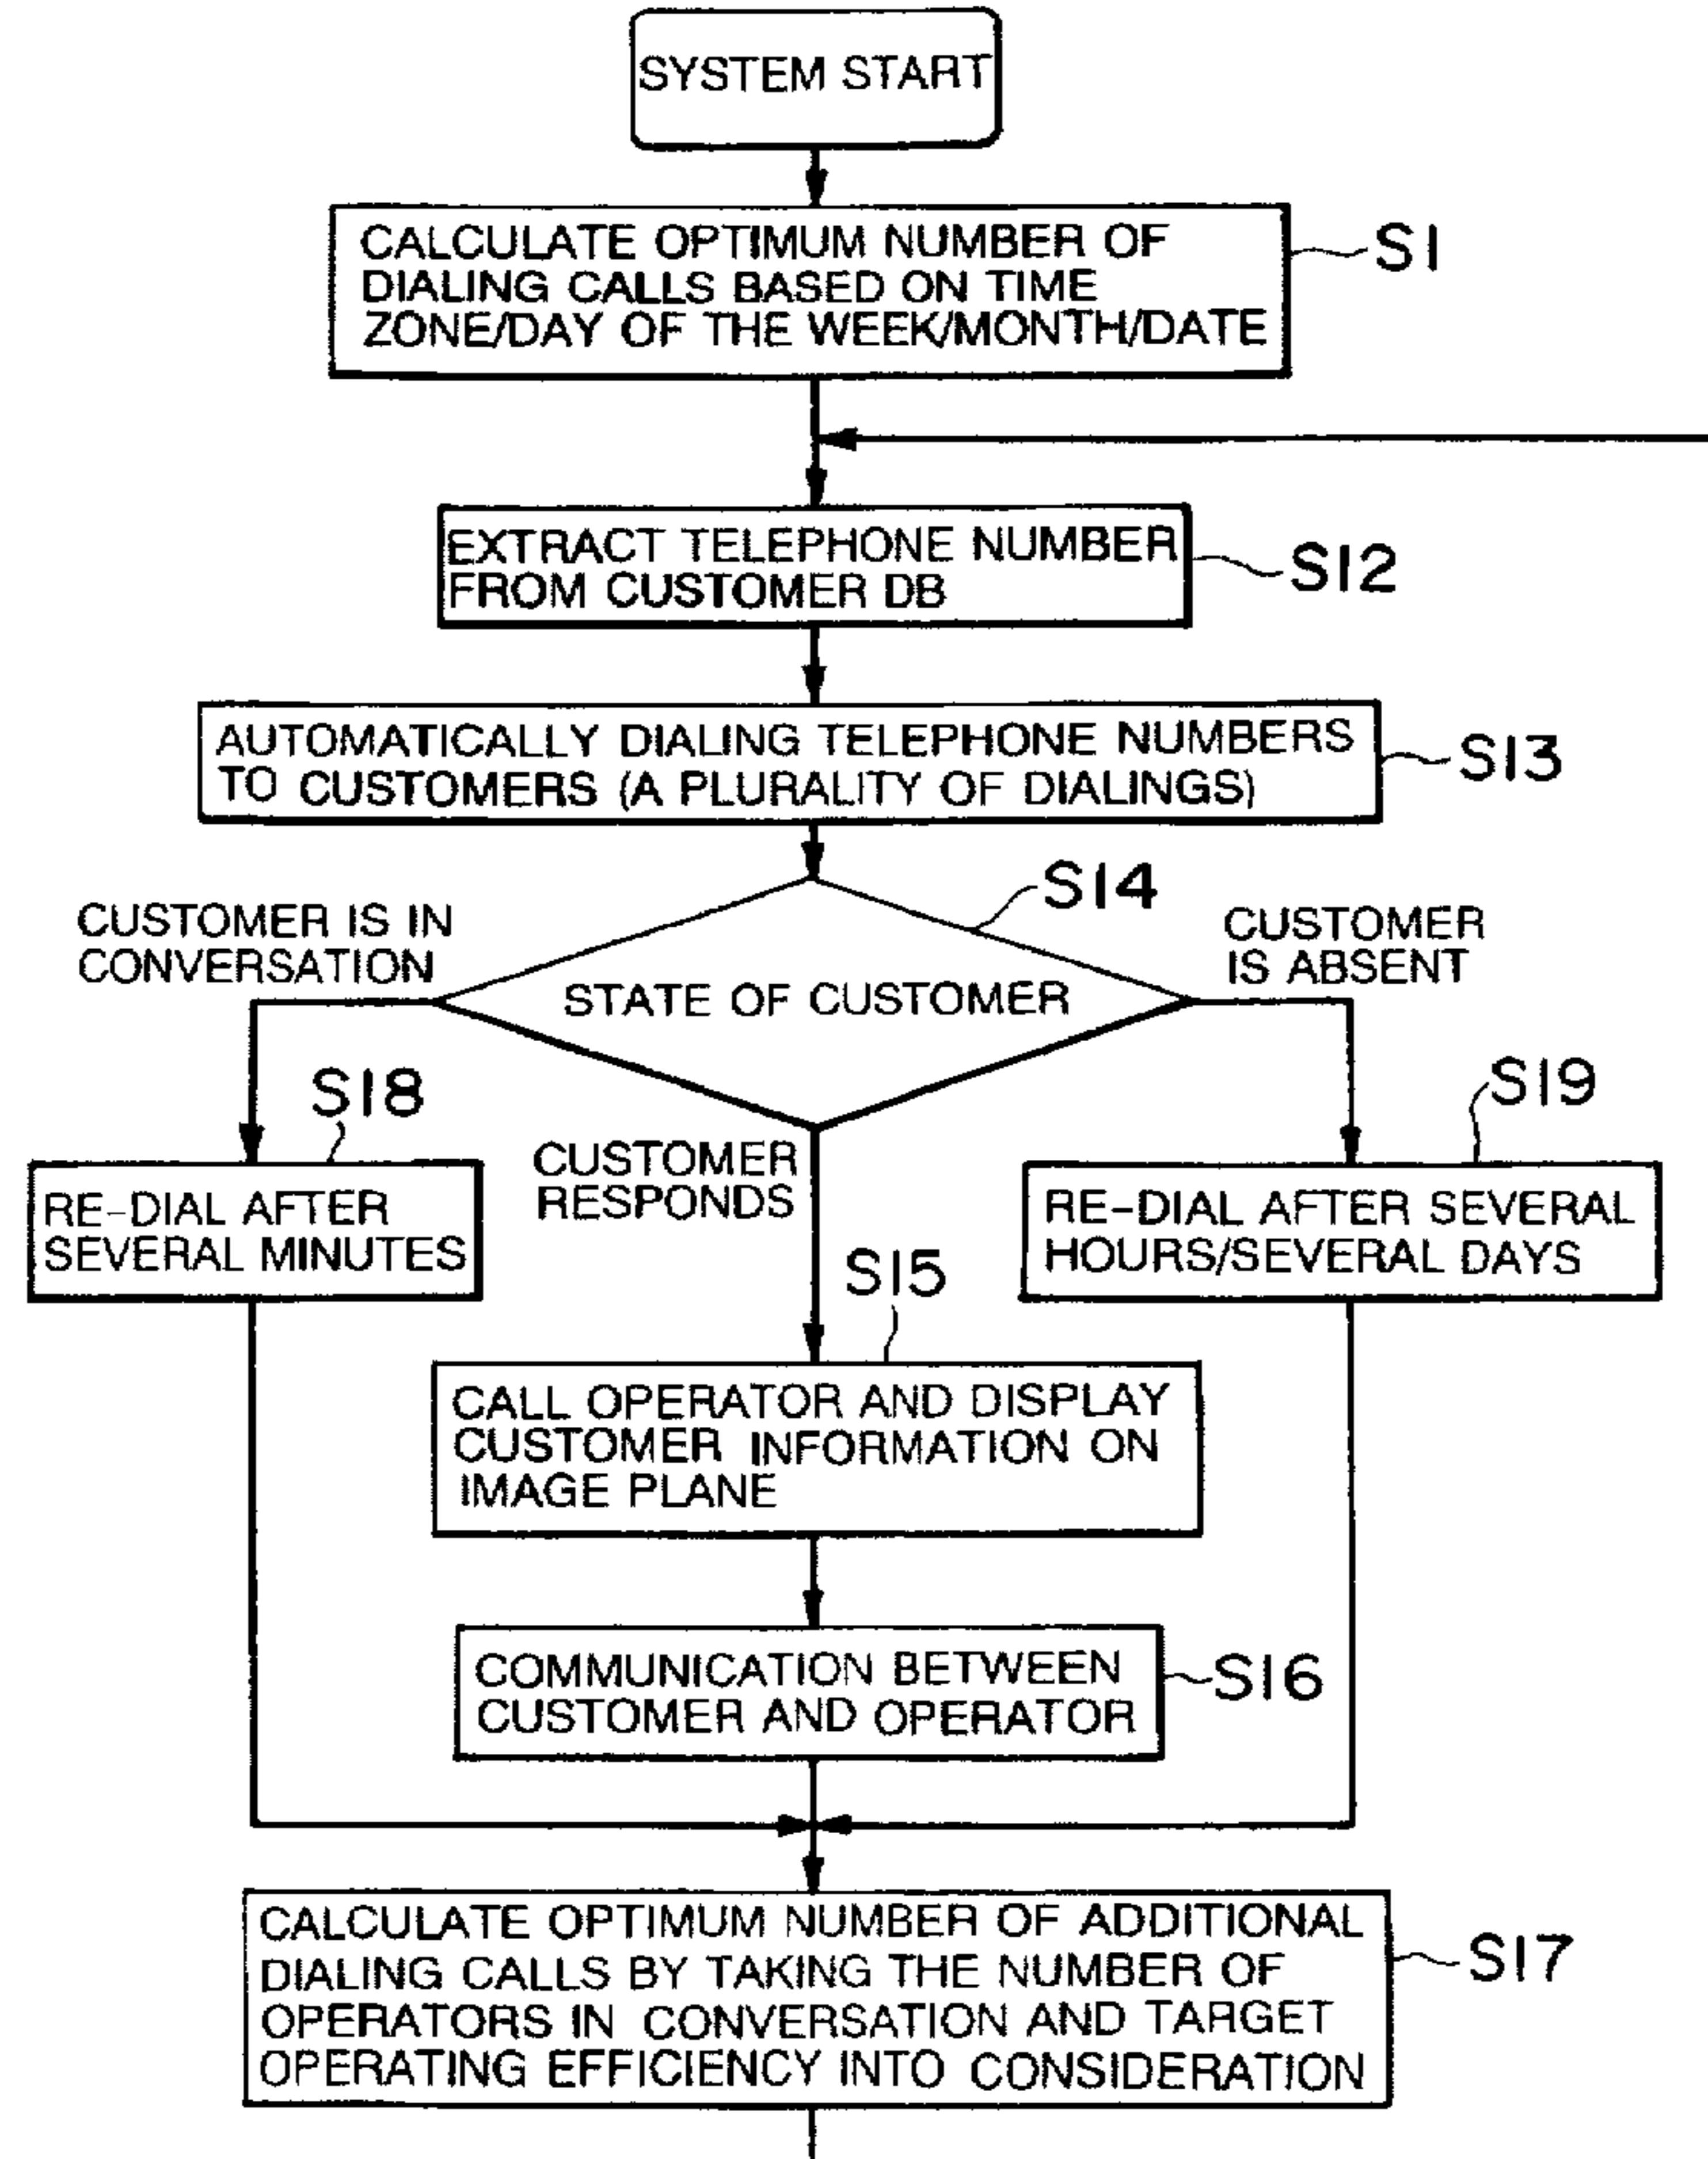 SYSTEM START
CALCULATE OPTIMUM NUMBER OF
DIALING CALLS BASED ON TIME
ZONE/DAY OF THE WEEK/MONTH/DATE
S1
EXTRACT TELEPHONE NUMBER
FROM CUSTOMER DB
S12
AUTOMATICALLY DIALING TELEPHONE NUMBERS
TO CUSTOMERS (A PLURALITY OF DIALINGS)
S13
S14
CUSTOMER IS IN
CONVERSATION
CUSTOMER
IS ABSENT
STATE OF CUSTOMER
S18
S19
CUSTOMER
RESPONDS
RE-DIAL AFTER
SEVERAL MINUTES
RE-DIAL AFTER SEVERAL
HOURS/SEVERAL DAYS
S15
CALL OPERATOR AND DISPLAY
CUSTOMER INFORMATION ON
IMAGE PLANE
COMMUNICATION BETWEEN
CUSTOMER AND OPERATOR
S16
CALCULATE OPTIMUM NUMBER OF ADDITIONAL
DIALING CALLS BY TAKING THE NUMBER OF
OPERATORS IN CONVERSATION AND TARGET
OPERATING EFFICIENCY INTO CONSIDERATION
S17